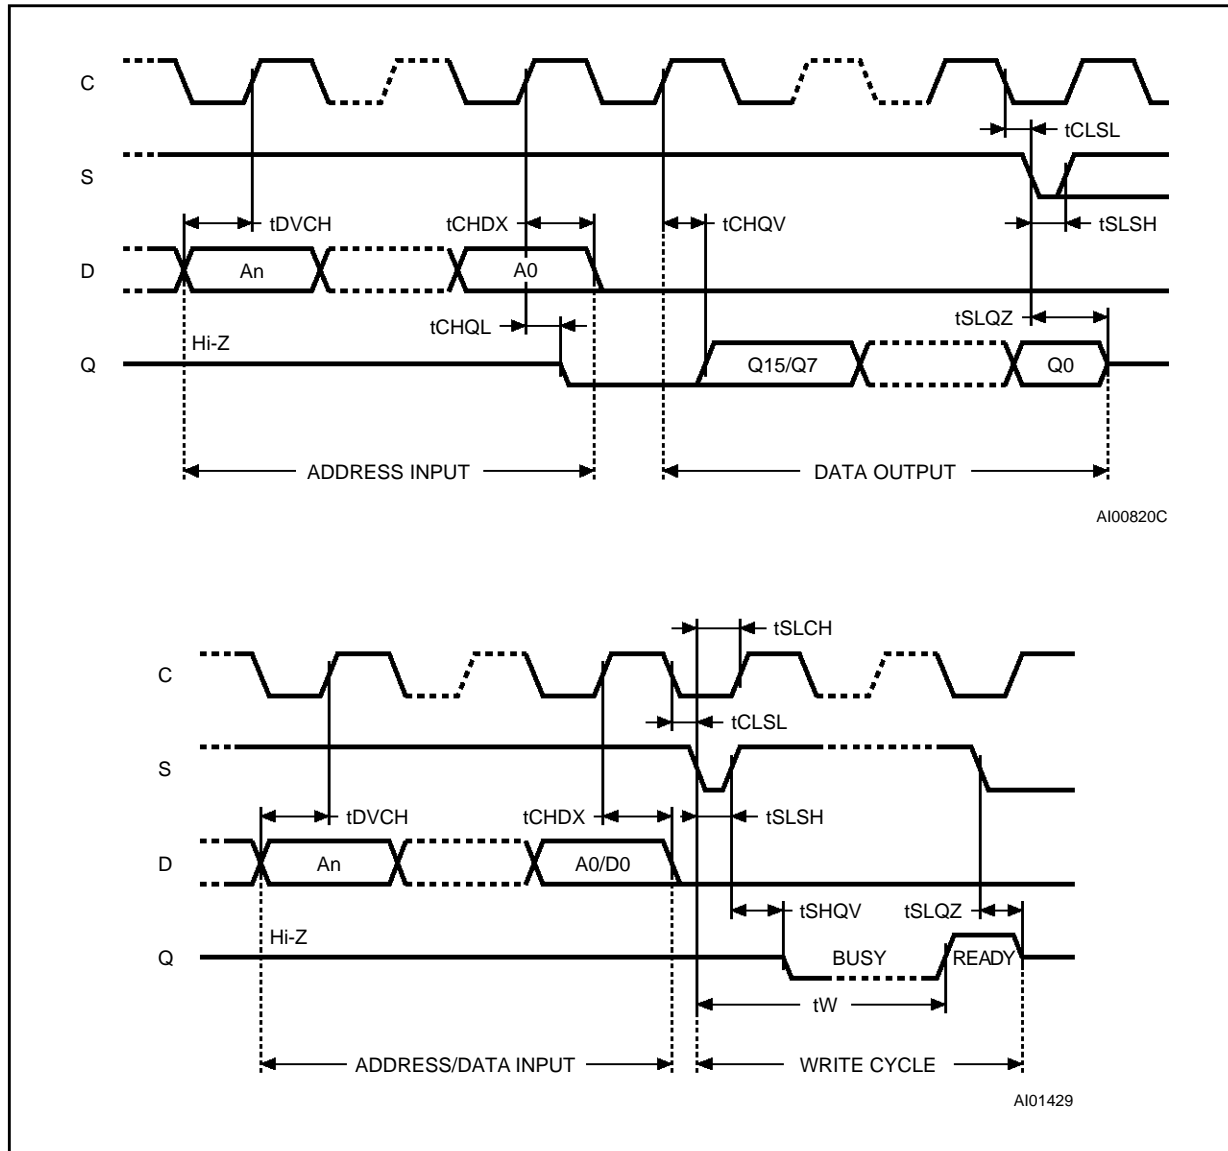 C
tCLSL
S
tDVCH
tCHDX
tCHQV
tSLSH
D
An
A0
tCHQL
tSLQZ
Hi-Z
Q
Q15/Q7
Q0
ADDRESS INPUT
DATA OUTPUT
AI00820C
tSLCH
C
tCLSL
S
tDVCH
tCHDX
tSLSH
D
An
A0/D0
tSHQV
tSLQZ
Hi-Z
Q
BUSY
READY
tW
ADDRESS/DATA INPUT
WRITE CYCLE
AI01429